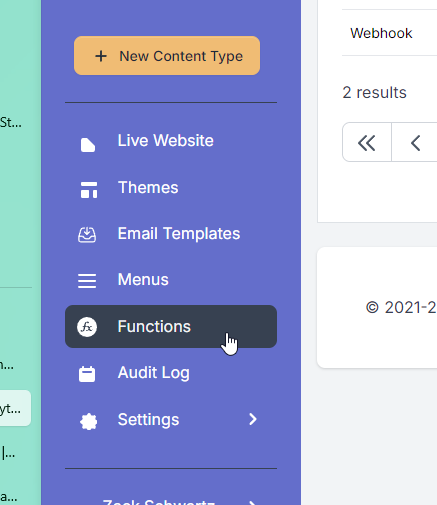 New Content Type
Live Website
Themes
Email Templates
Menus
fx Functions
Audit Log
Settings
Zack Schwartz
Webhook
2 results
© 2021-2
St...
...
yt...
|...
a...